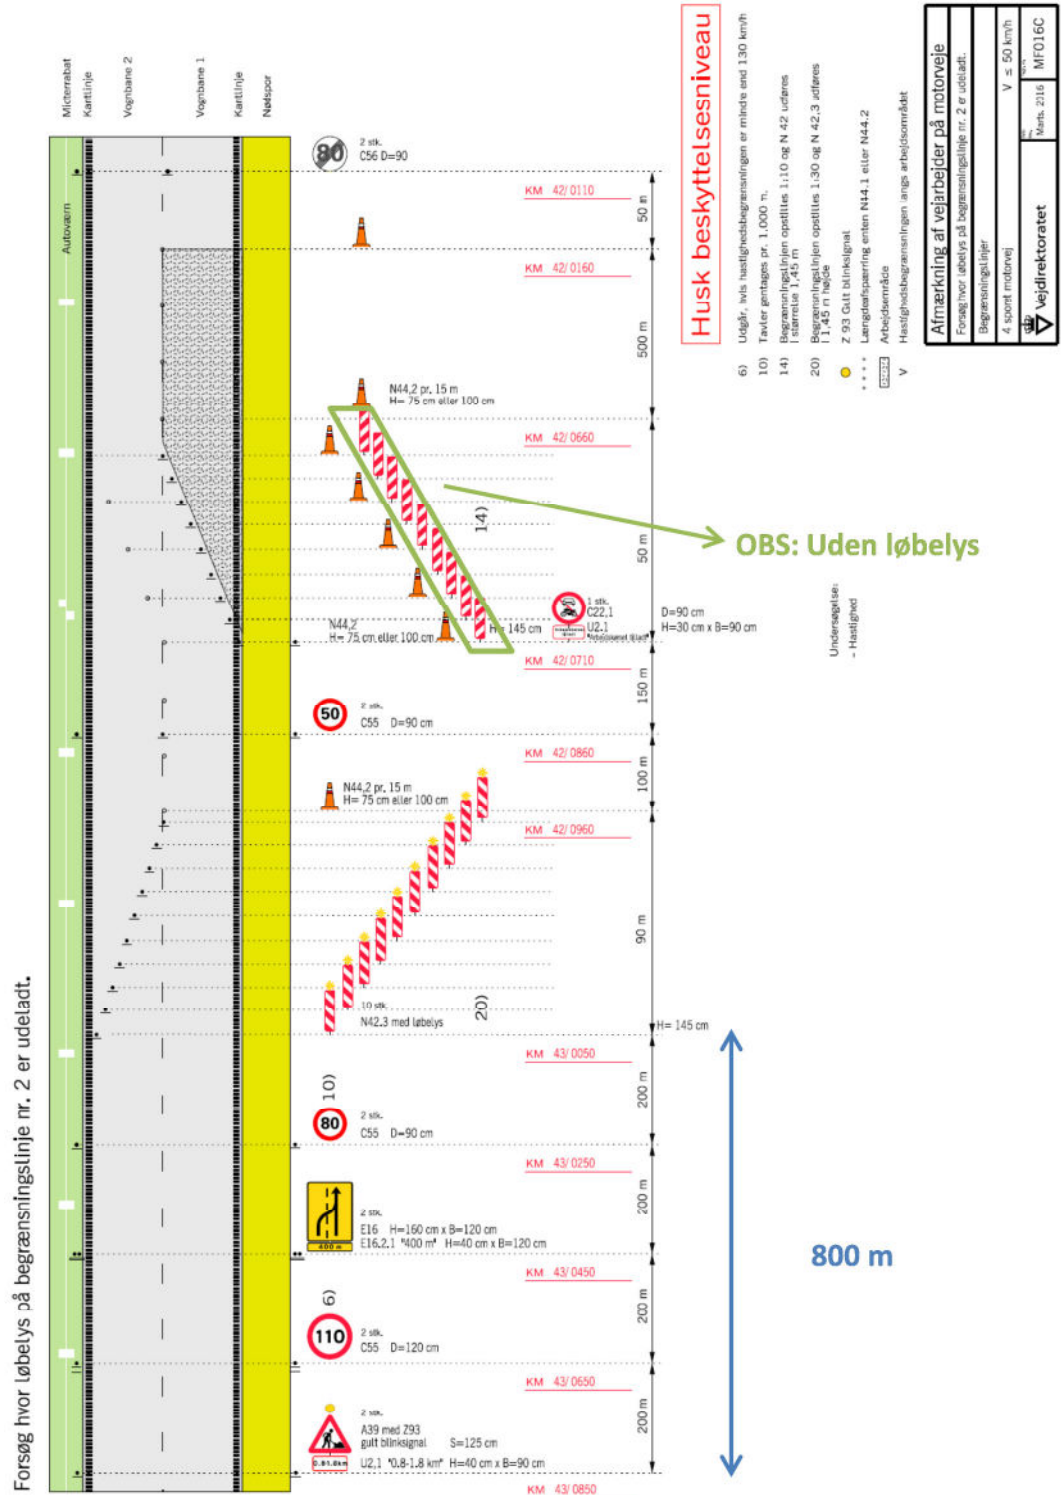 Forsøg hvor løbelys på begrænsningslinje nr. 2 er udeladt.
Midterrabat
Kantlinje
Vognbane 2
Vognbane 1
Kantlinje
Nødspor
Autoværn
80
2 stk.
C56 D=90
KM 42/0110
50 m
KM 42/0160
500 m
N44,2 pr. 15 m
H= 75 cm eller 100 cm
KM 42/0660
14)
50 m
OBS: Uden løbelys
N44,2
H= 75 cm eller 100 cm
H= 145 cm
1 stk.
C22,1
U2.1
D=90 cm
H=30 cm x B=90 cm
KM 42/0710
150 m
50
2 stk.
C55 D=90 cm
KM 42/0860
100 m
N44,2 pr. 15 m
H= 75 cm eller 100 cm
KM 42/0960
90 m
10 stk.
N42.3 med løbelys
20)
H= 145 cm
KM 43/0050
200 m
10)
80
2 stk.
C55 D=90 cm
KM 43/0250
200 m
400 m
2 stk.
E16 H=160 cm x B=120 cm
E16.2.1 "400 m" H=40 cm x B=120 cm
KM 43/0450
200 m
800 m
6)
110
2 stk.
C55 D=120 cm
KM 43/0650
200 m
0.8-1.8km
2 stk.
A39 med Z93
gult blinksignal S=125 cm
U2,1 "0.8-1.8 km" H=40 cm x B=90 cm
KM 43/0850
Husk beskyttelsesniveau
6) Udgår, hvis hastighedsbegrænsningen er mindre end 130 km/h
10) Tavler gentages pr. 1.000 m.
14) Begrænsningslinjen opstilles 1:10 og N 42 udføres
i størrelse 1,45 m
20) Begrænsningslinjen opstilles 1:30 og N 42,3 udføres
i 1,45 m højde
Z 93 Gult blinksignal
Længdeafspærring enten N44.1 eller N44.2
Arbejdsområde
V Hastighedsbegrænsningen langs arbejdsområdet
Undersøgelse:
- Hastighed
Afmærkning af vejarbejder på motorveje
Forsøg hvor løbelys på begrænsningslinje nr. 2 er udeladt.
Begrænsningslinjer
4 sporet motorvej V ≤ 50 km/h
Vejdirektoratet
Marts. 2016
MF016C